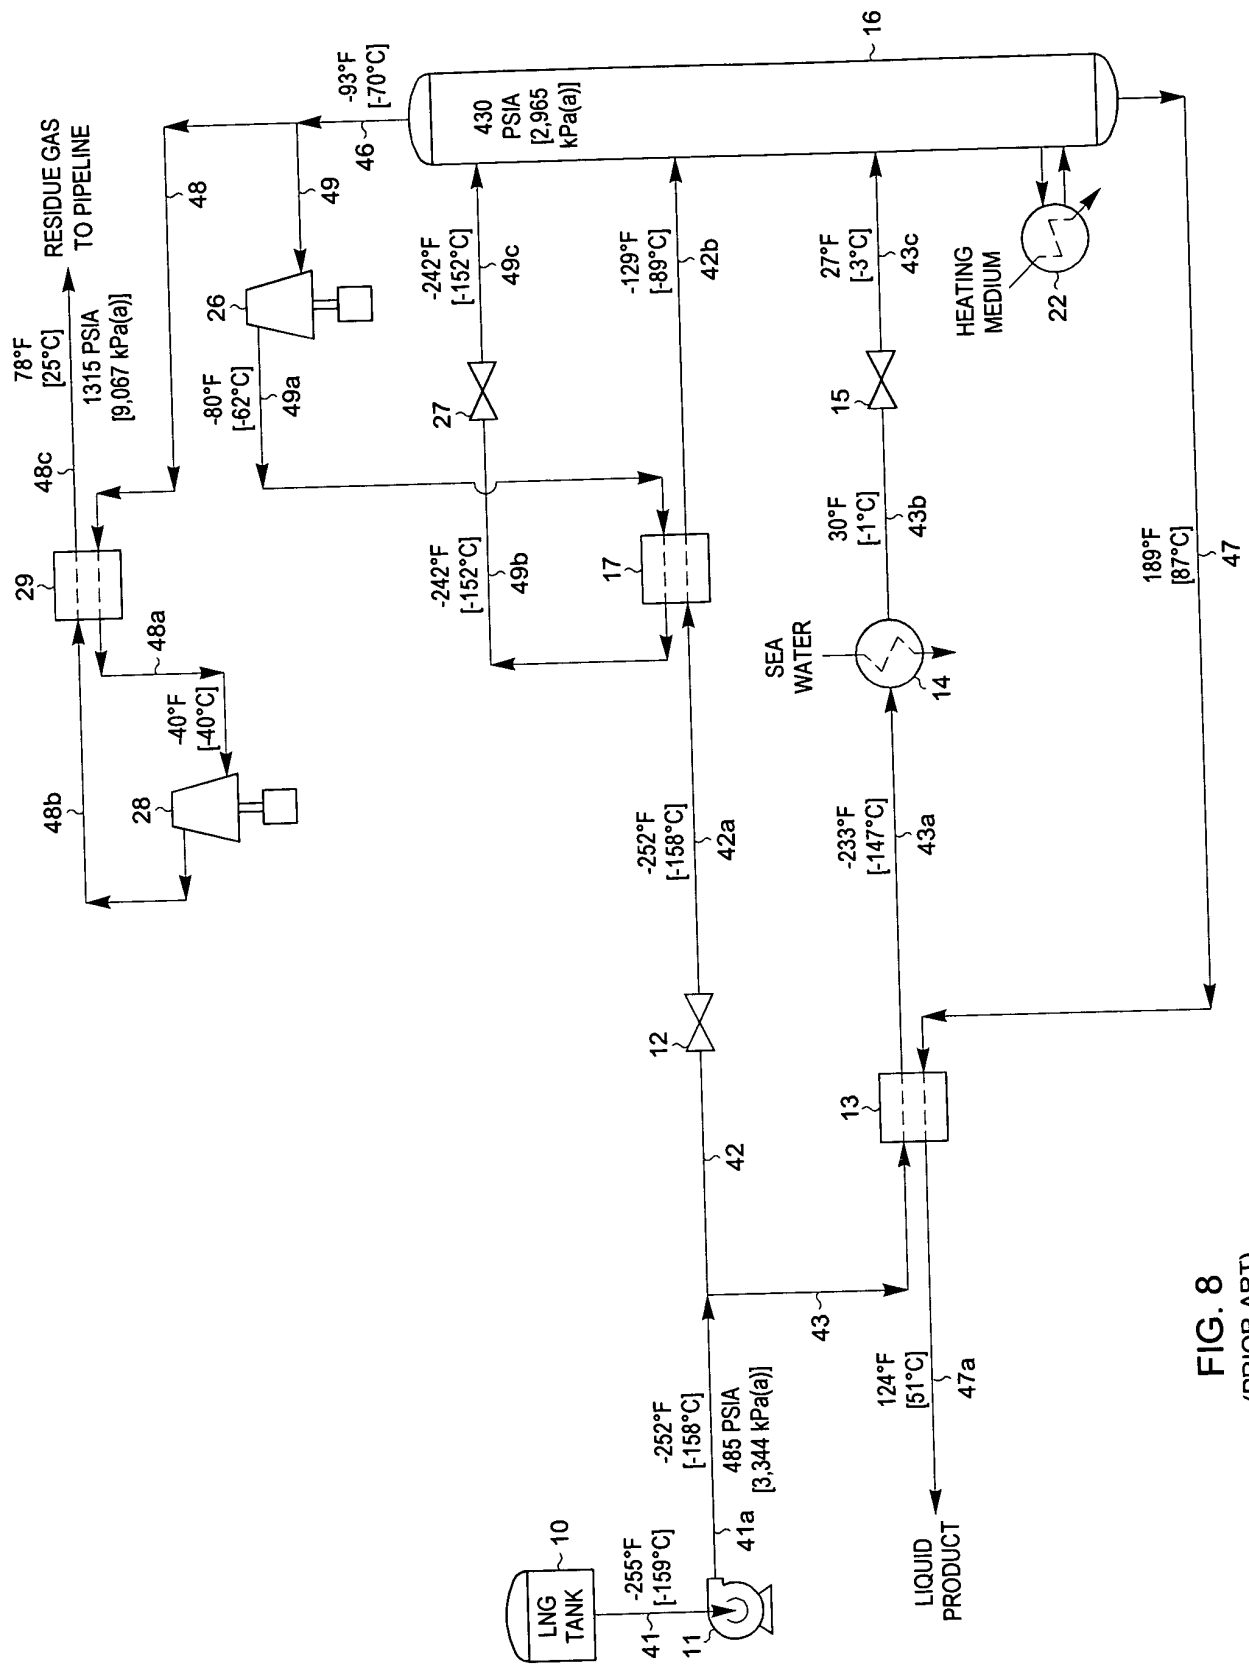 LNG
TANK
10
41
-255°F
[-159°C]
11
-252°F
[-158°C]
485 PSIA
[3,344 kPa(a)]
41a
43
42
12
-252°F
[-158°C]
42a
17
-129°F
[-89°C]
42b
13
-233°F
[-147°C]
43a
SEA
WATER
14
30°F
[-1°C]
43b
15
27°F
[-3°C]
43c
HEATING
MEDIUM
22
16
430
PSIA
[2,965
kPa(a)]
-93°F
[-70°C]
46
48
49
26
-80°F
[-62°C]
49a
-242°F
[-152°C]
49b
27
-242°F
[-152°C]
49c
29
48a
-40°F
[-40°C]
28
48b
48c
78°F
[25°C]
1315 PSIA
[9,067 kPa(a)]
RESIDUE GAS
TO PIPELINE
189°F
[87°C]
47
124°F
[51°C]
47a
LIQUID
PRODUCT
FIG. 8
(PRIOR ART)